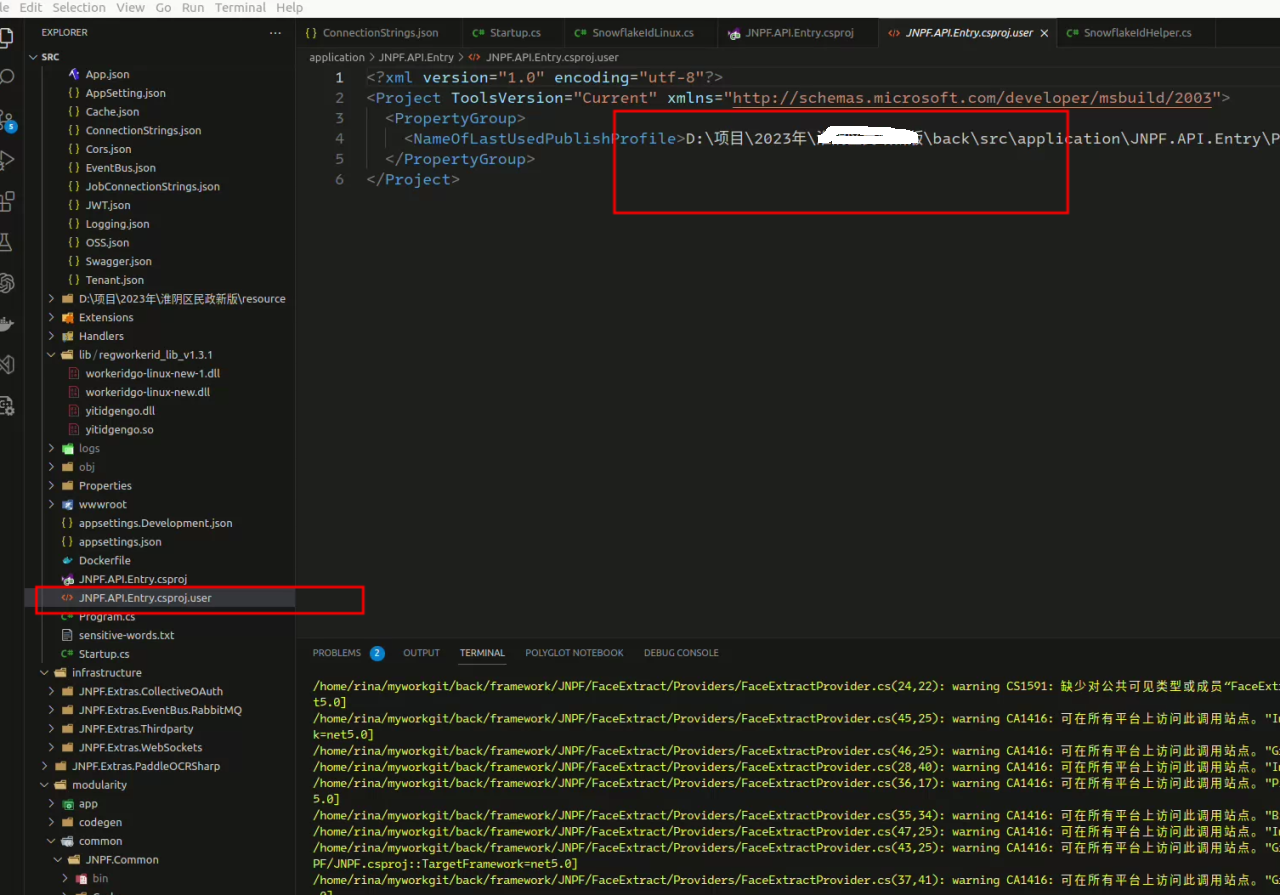 le Edit Selection View Go Run Terminal Help
EXPLORER
SRC
App.json
{} AppSetting.json
{} Cache.json
{} ConnectionStrings.json
{} Cors.json
{} EventBus.json
{} JobConnectionStrings.json
{} JWT.json
{} Logging.json
{} OSS.json
{} Swagger.json
{} Tenant.json
D:\项目\2023年\淮阴区民政新版\resource
Extensions
Handlers
lib/regworkerid_lib_v1.3.1
workeridgo-linux-new-1.dll
workeridgo-linux-new.dll
yitidgengo.dll
yitidgengo.so
logs
obj
Properties
wwwroot
{} appsettings.Development.json
{} appsettings.json
Dockerfile
JNPF.API.Entry.csproj
JNPF.API.Entry.csproj.user
C# Program.cs
sensitive-words.txt
C# Startup.cs
infrastructure
JNPF.Extras.CollectiveOAuth
JNPF.Extras.EventBus.RabbitMQ
JNPF.Extras.Thirdparty
JNPF.Extras.WebSockets
JNPF.Extras.PaddleOCRSharp
modularity
app
codegen
common
JNPF.Common
bin
5
{} ConnectionStrings.json C# Startup.cs C# SnowflakeIdLinux.cs JNPF.API.Entry.csproj JNPF.API.Entry.csproj.user × C# SnowflakeIdHelper.cs
application > JNPF.API.Entry > JNPF.API.Entry.csproj.user
1 <?xml version="1.0" encoding="utf-8"?>
2 <Project ToolsVersion="Current" xmlns="http://schemas.microsoft.com/developer/msbuild/2003">
3 <PropertyGroup>
4 <NameOfLastUsedPublishProfile>D:\项目\2023年\ \back\src\application\JNPF.API.Entry\P
5 </PropertyGroup>
6 </Project>
PROBLEMS 2 OUTPUT TERMINAL POLYGLOT NOTEBOOK DEBUG CONSOLE
/home/rina/myworkgit/back/framework/JNPF/FaceExtract/Providers/FaceExtractProvider.cs(24,22): warning CS1591: 缺少对公共可见类型或成员“FaceExt
t5.0]
/home/rina/myworkgit/back/framework/JNPF/FaceExtract/Providers/FaceExtractProvider.cs(45,25): warning CA1416: 可在所有平台上访问此调用站点。"I
k=net5.0]
/home/rina/myworkgit/back/framework/JNPF/FaceExtract/Providers/FaceExtractProvider.cs(46,25): warning CA1416: 可在所有平台上访问此调用站点。"G
/home/rina/myworkgit/back/framework/JNPF/FaceExtract/Providers/FaceExtractProvider.cs(28,40): warning CA1416: 可在所有平台上访问此调用站点。"I
/home/rina/myworkgit/back/framework/JNPF/FaceExtract/Providers/FaceExtractProvider.cs(36,17): warning CA1416: 可在所有平台上访问此调用站点。"P
5.0]
/home/rina/myworkgit/back/framework/JNPF/FaceExtract/Providers/FaceExtractProvider.cs(35,34): warning CA1416: 可在所有平台上访问此调用站点。"B
/home/rina/myworkgit/back/framework/JNPF/FaceExtract/Providers/FaceExtractProvider.cs(47,25): warning CA1416: 可在所有平台上访问此调用站点。"I
/home/rina/myworkgit/back/framework/JNPF/FaceExtract/Providers/FaceExtractProvider.cs(43,25): warning CA1416: 可在所有平台上访问此调用站点。"G
PF/JNPF.csproj::TargetFramework=net5.0]
/home/rina/myworkgit/back/framework/JNPF/FaceExtract/Providers/FaceExtractProvider.cs(37,41): warning CA1416: 可在所有平台上访问此调用站点。"G